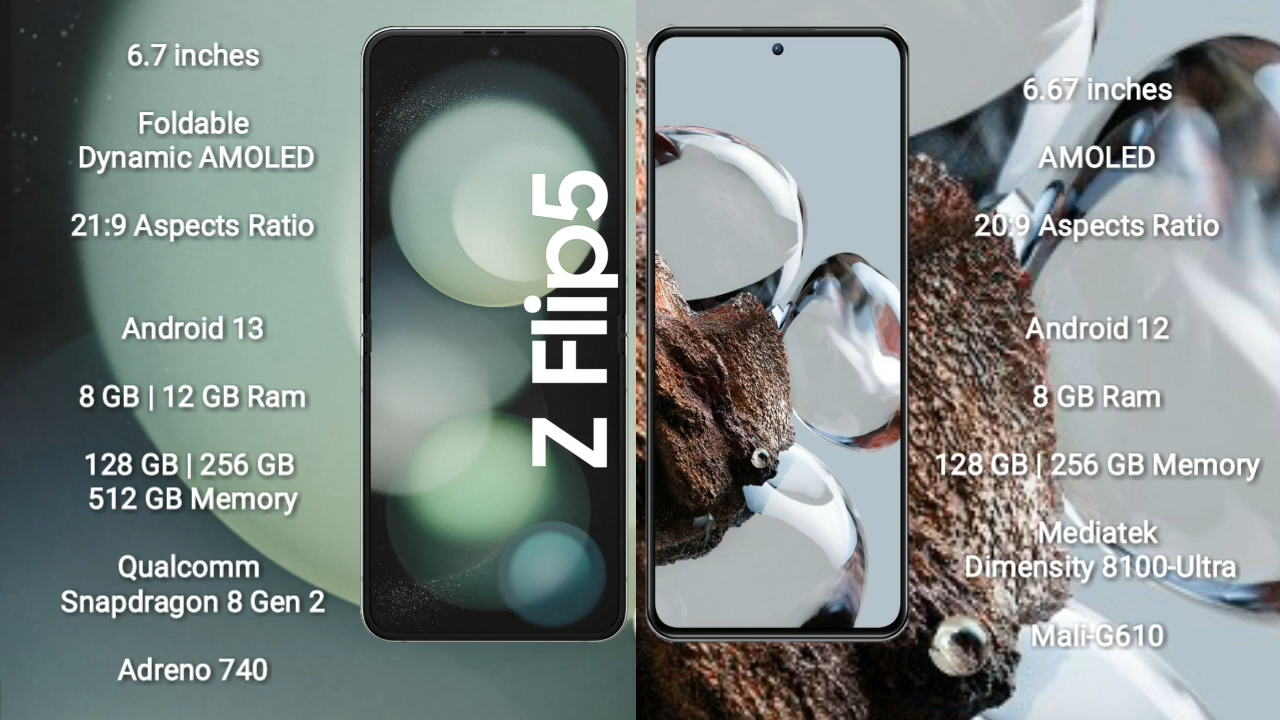 6.7 inches
Foldable
Dynamic AMOLED
21:9 Aspects Ratio
Android 13
8 GB | 12 GB Ram
128 GB | 256 GB
512 GB Memory
Qualcomm
Snapdragon 8 Gen 2
Adreno 740
Z Flip5
6.67 inches
AMOLED
20:9 Aspects Ratio
Android 12
8 GB Ram
128 GB | 256 GB Memory
Mediatek
Dimensity 8100-Ultra
Mali-G610